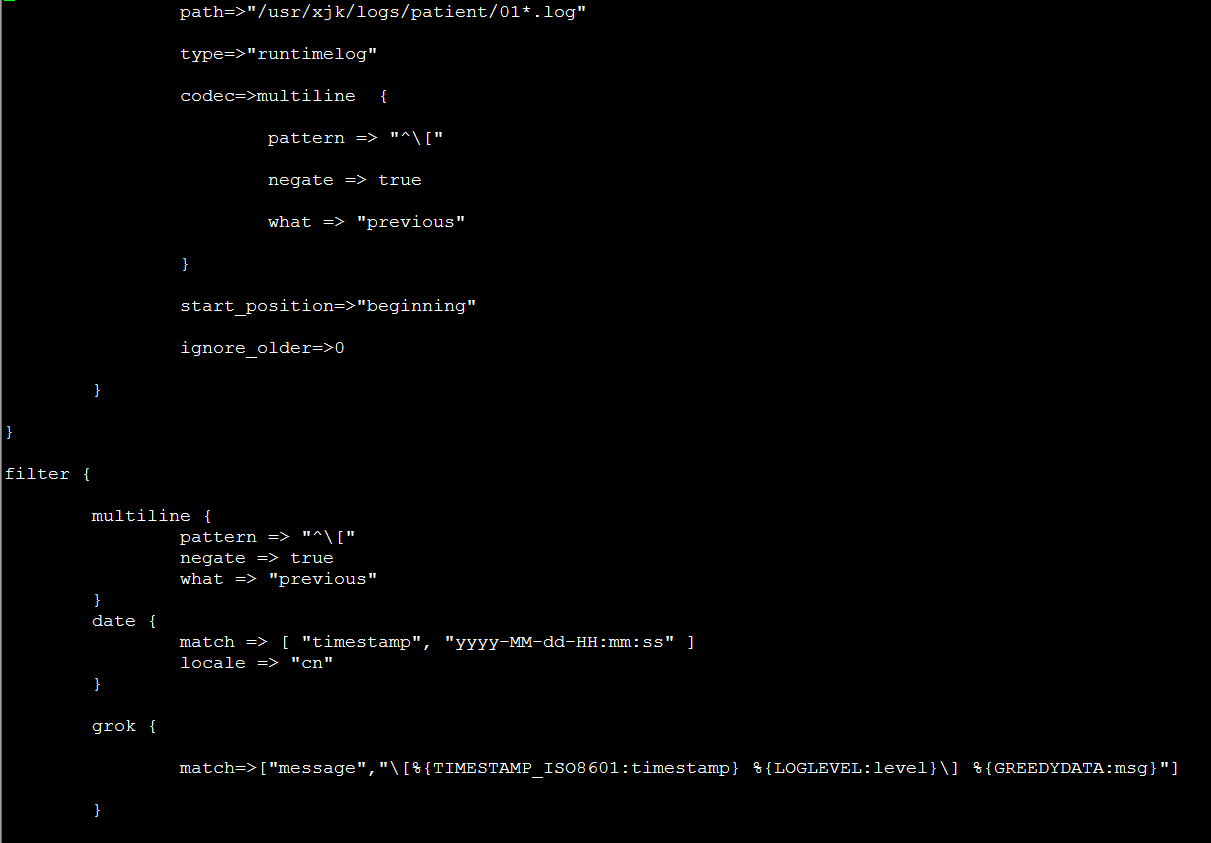 path=>"/usr/xjk/logs/patient/01*.log"
type=>"runtimelog"
codec=>multiline  {
pattern => "^\["
negate => true
what => "previous"
}
start_position=>"beginning"
ignore_older=>0
}
}
filter {
multiline {
pattern => "^\["
negate => true
what => "previous"
}
date {
match => [ "timestamp", "yyyy-MM-dd-HH:mm:ss" ]
locale => "cn"
}
grok {
match=>["message","\[%{TIMESTAMP_ISO8601:timestamp} %{LOGLEVEL:level}\] %{GREEDYDATA:msg}"]
}